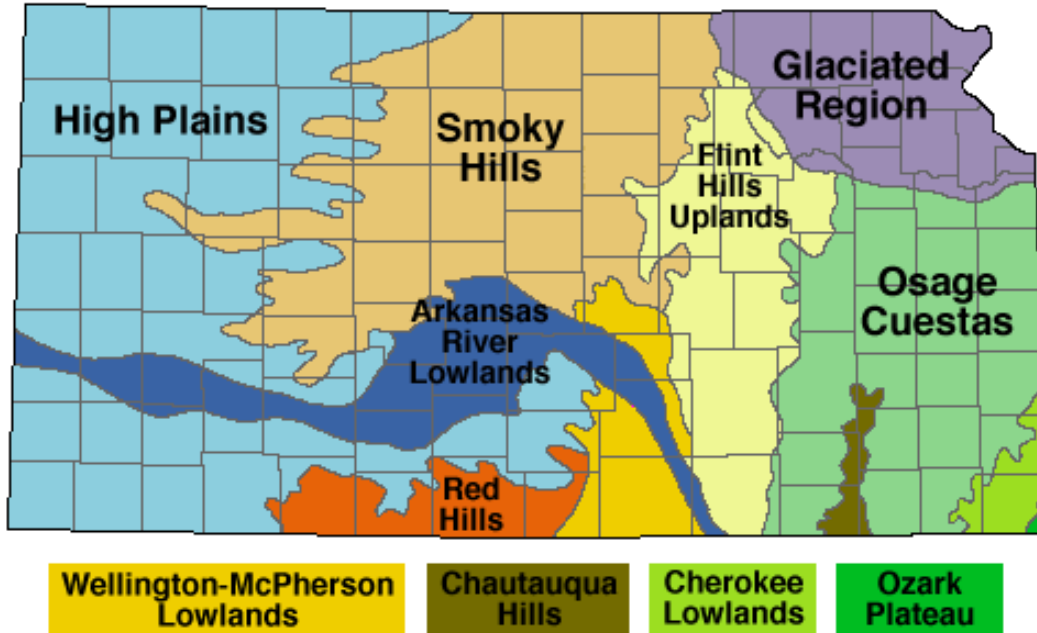 High Plains
Smoky
Hills
Glaciated
Region
Flint
Hills
Uplands
Osage
Cuestas
Arkansas
River
Lowlands
Red
Hills
Wellington-McPherson
Lowlands
Chautauqua
Hills
Cherokee
Lowlands
Ozark
Plateau